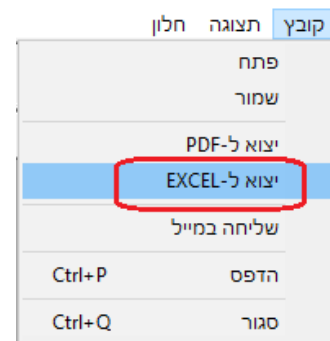 קובץ תצוגה חלון
פתח
שמור
יצוא ל-PDF
יצוא ל-EXCEL
שליחה במייל
הדפס Ctrl+P
סגור Ctrl+Q